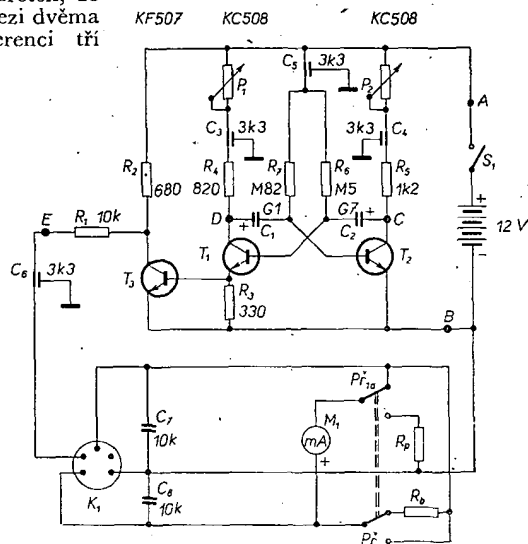 ezi dvěma
erenci tří
KF507 KC508 KC508
C5 3k3
P1
P2
A
C3 3k3
3k3 C4
S1
R2 680
R4 820
R7 M82
R6 M5
R5 1k2
+ 12 V -
E
R1 10k
D
+ G1 C1
G7 + C2
C
C6 3k3
T3
T1
T2
R3 330
B
Př1a
C7 10k
M1 mA +
Rp
K1
C8 10k
Rb
Př